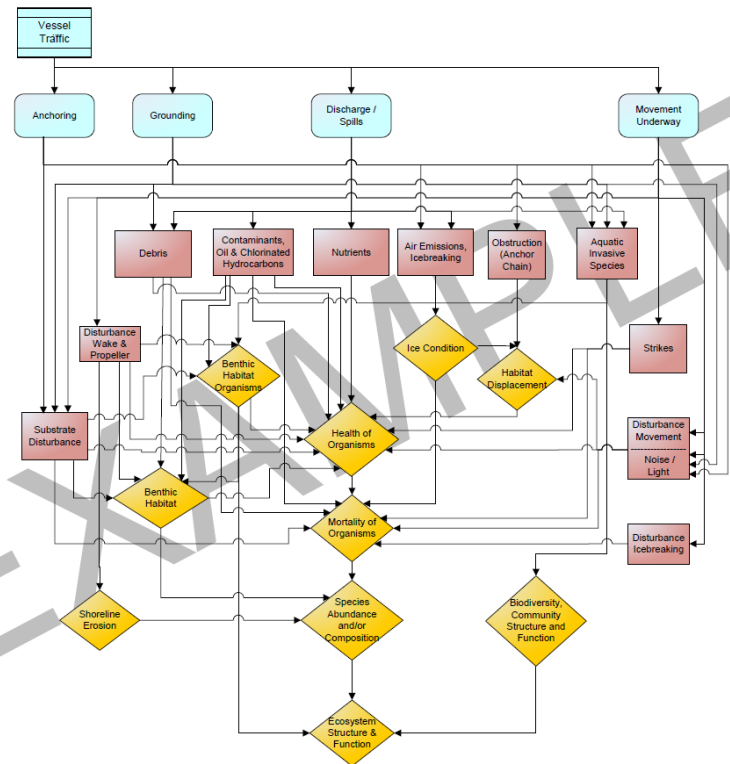 Vessel
Traffic
Anchoring
Grounding
Discharge /
Spills
Movement
Underway
Debris
Contaminants,
Oil & Chlorinated
Hydrocarbons
Nutrients
Air Emissions,
Icebreaking
Obstruction
(Anchor
Chain)
Aquatic
Invasive
Species
Disturbance
Wake &
Propeller
Benthic
Habitat
Organisms
Ice Condition
Habitat
Displacement
Strikes
Substrate
Disturbance
Health of
Organisms
Disturbance
Movement
Noise /
Light
Benthic
Habitat
Mortality of
Organisms
Disturbance
Icebreaking
Shoreline
Erosion
Species
Abundance
and/or
Composition
Biodiversity,
Community
Structure and
Function
Ecosystem
Structure &
Function
EXAMPLE